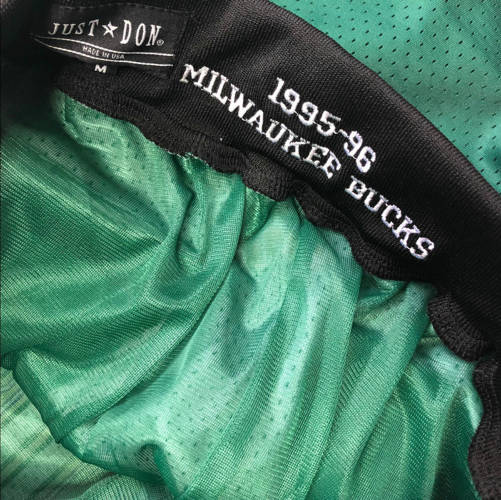 JUST★DON®
MADE IN USA
M
1995-96
MILWAUKEE BUCKS